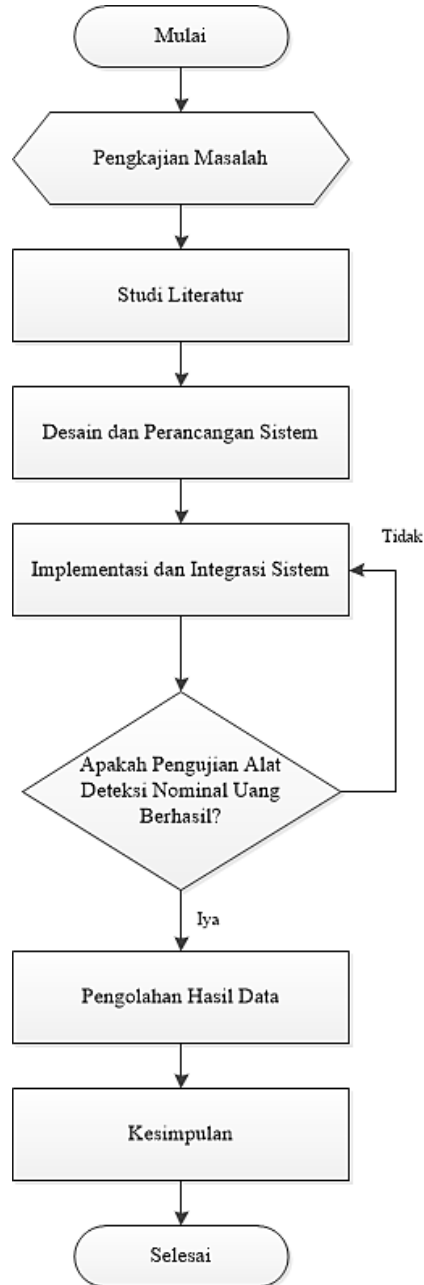 Mulai
Pengkajian Masalah
Studi Literatur
Desain dan Perancangan Sistem
Tidak
Implementasi dan Integrasi Sistem
Apakah Pengujian Alat
Deteksi Nominal Uang
Berhasil?
Iya
Pengolahan Hasil Data
Kesimpulan
Selesai